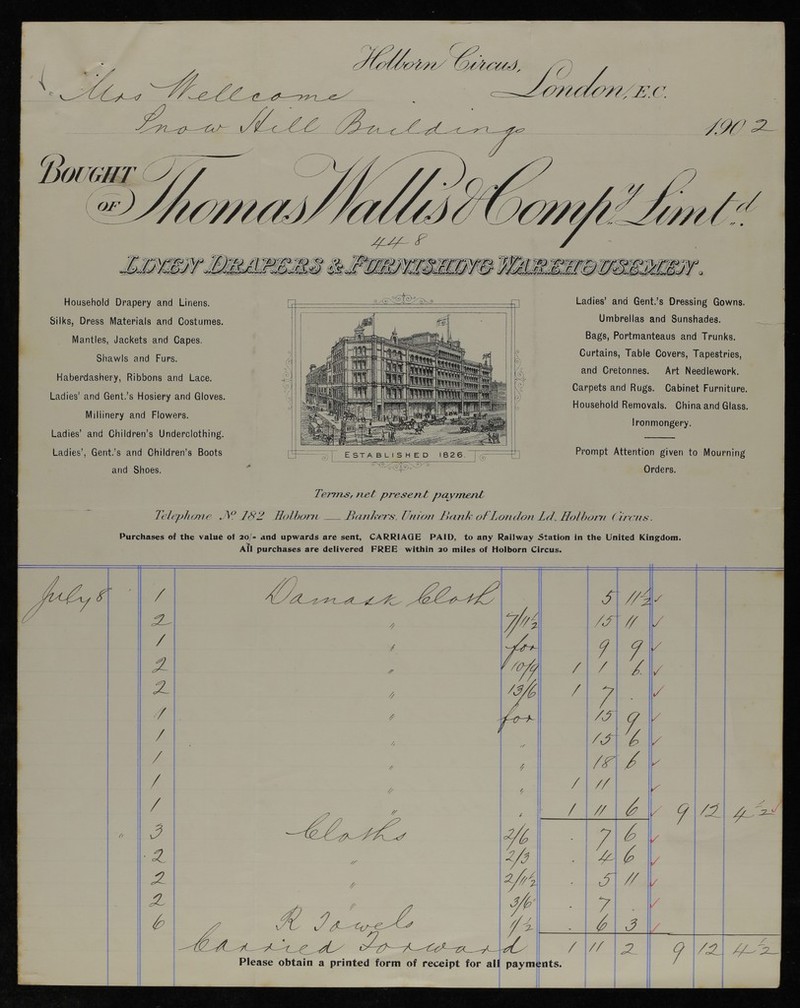 Holborn Circus,
London, E.C.
Mrs Wellcome
Snow Hill Buildings 1902
BOUGHT OF Thomas Wallis & Compy Limtd.
448
LINEN DRAPERS & FURNISHING WAREHOUSEMEN.
Household Drapery and Linens.
Silks, Dress Materials and Costumes.
Mantles, Jackets and Capes.
Shawls and Furs.
Haberdashery, Ribbons and Lace.
Ladies' and Gent.'s Hosiery and Gloves.
Millinery and Flowers.
Ladies' and Children's Underclothing.
Ladies', Gent.'s and Children's Boots
and Shoes.
ESTABLISHED 1826.
Ladies' and Gent.'s Dressing Gowns.
Umbrellas and Sunshades.
Bags, Portmanteaus and Trunks.
Curtains, Table Covers, Tapestries,
and Cretonnes. Art Needlework.
Carpets and Rugs. Cabinet Furniture.
Household Removals. China and Glass.
Ironmongery.
Prompt Attention given to Mourning
Orders.
Terms, net present payment
Telephone No 182 Holborn — Bankers. Union Bank of London Ld. Holborn Circus.
Purchases of the value of 20/- and upwards are sent, CARRIAGE PAID, to any Railway Station in the United Kingdom.
All purchases are delivered FREE within 20 miles of Holborn Circus.
July 8 1 Damask Cloth 5 11½
2 " 7/11½ 15 11
1 " for 9 9
2 " 10/9 1 1 6
2 " 13/6 1 7 .
1 " for 15 9
1 " " 15 6
1 " " 18 6
1 " " 1 11
1 " " 1 11 6 9 12 4½
3 Cloths 2/6 . 7 6
2 " 2/3 . 4 6
2 " 2/11½ . 5 11
2 3/6 . 7 .
6 R Towels 1/½ . 6 3
Carried Forward 1 11 2 9 12 4½
Please obtain a printed form of receipt for all payments.